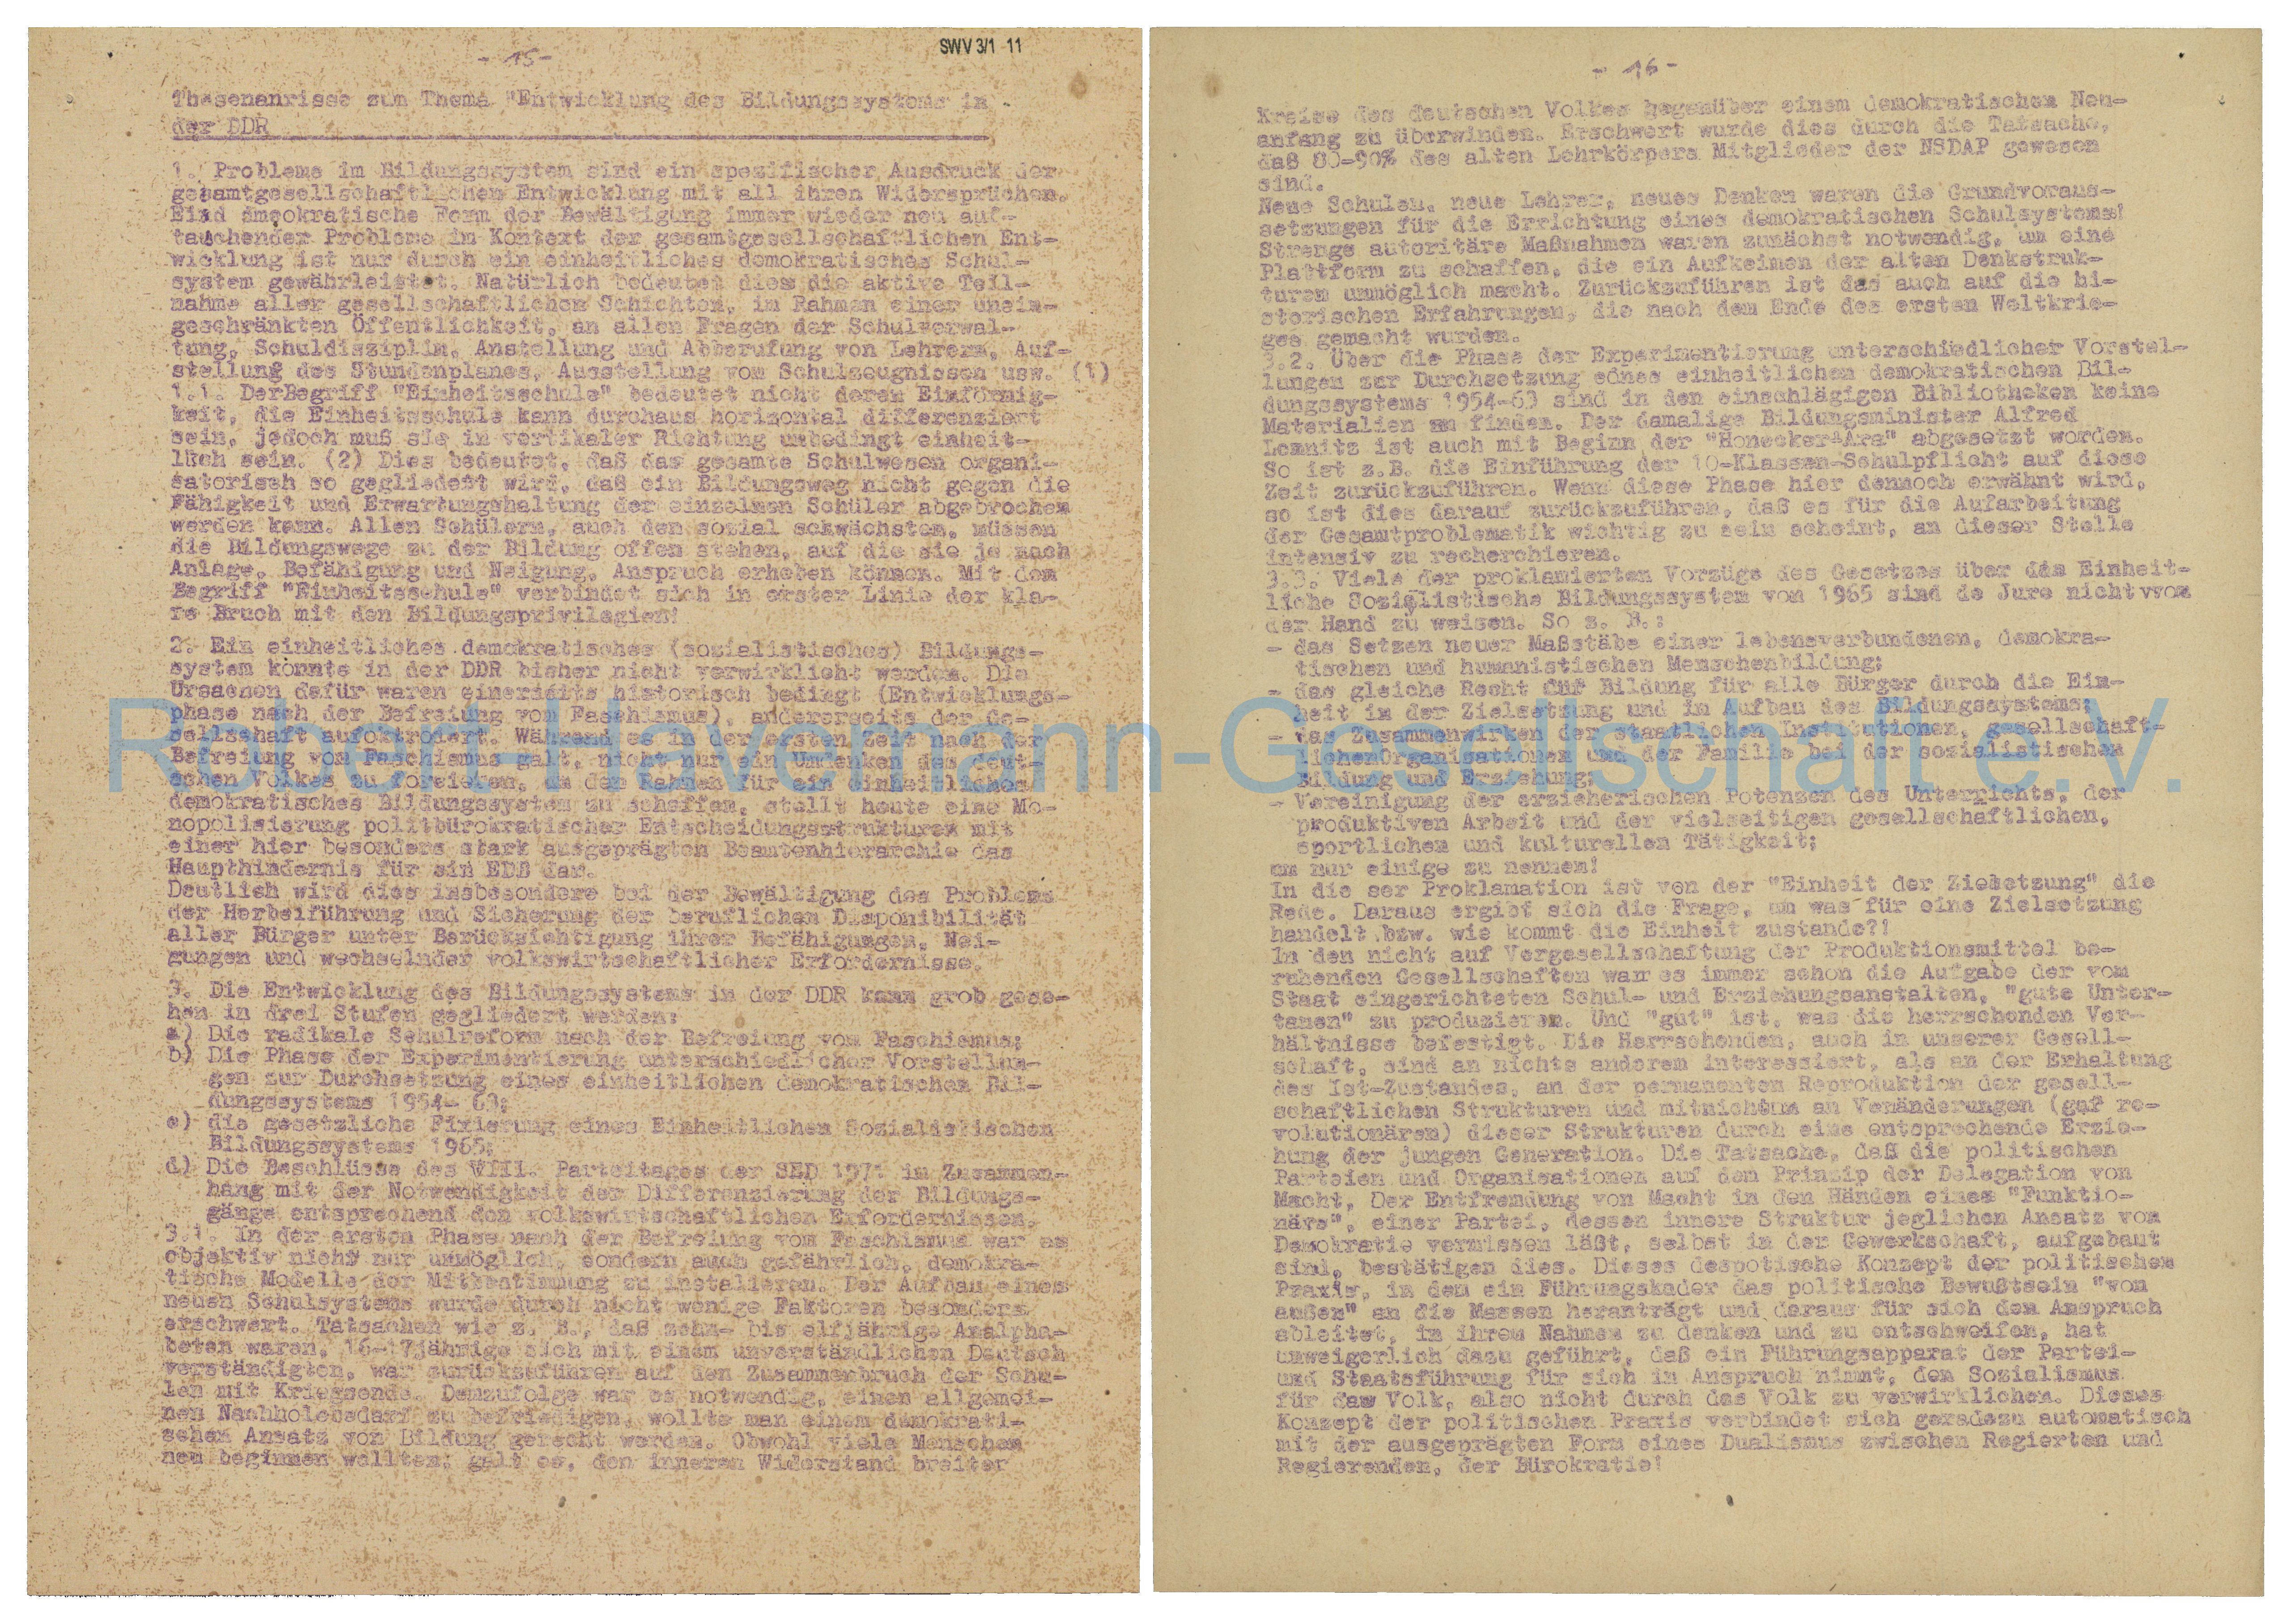 - 15 -
SWV 3/1 11
Thesenanrisse zum Thema "Entwicklung des Bildungssystems in
der DDR
1. Probleme im Bildungssystem sind ein spezifischer Ausdruck der
gesamtgesellschaftlichen Entwicklung mit all ihren Widersprüchen.
Eind ämeokratische Form der Bewältigung immer wieder neu auf-
tauchender Probleme im Kontext der gesamtgesellschaftlichen Ent-
wicklung ist nur durch ein einheitliches demokratisches Schul-
system gewährleistet. Natürlich bedeutet dies die aktive Teil-
nahme aller gesellschaftlichen Schichten, im Rahmen einer unein-
geschränkten Öffentlichkeit, an allen Fragen der Schulverwal-
tung, Schuldisziplin, Anstellung und Abberufung von Lehrern, Auf-
stellung des Stundenplanes, Ausstellung von Schulzeugnissen usw. (1)
1.1. DerBegriff "Einheitsschule" bedeutet nicht deren Einförmig-
keit, die Einheitsschule kann durchaus horizontal differenziert
sein, jedoch muß sie in vertikaler Richtung unbedingt einheit-
lich sein. (2) Dies bedeutet, daß das gesamte Schulwesen organi-
satorisch so gegliedert wird, daß ein Bildungsweg nicht gegen die
Fähigkeit und Erwartungshaltung der einzelnen Schüler abgebrochen
werden kann. Allen Schülern, auch den sozial schwächsten, müssen
die Bildungswege zu der Bildung offen stehen, auf die sie je nach
Anlage, Befähigung und Neigung, Anspruch erheben können. Mit dem
Begriff "Einheitsschule" verbindet sich in erster Linie der kla-
re Bruch mit den Bildungsprivilegien!
2. Ein einheitliches demokratisches (sozialistisches) Bildungs-
system konnte in der DDR bisher nicht verwirklicht werden. Die
Ursachen dafür waren einerseits historisch bedingt (Entwicklungs-
phase nach der Befreiung vom Faschismus), andererseits der Ge-
sellschaft aufoktroiert. Während es in der ersten Zeit nach der
Befreiung vom Faschismus galt, nicht nur ein Umdenken des deut-
schen Volkes zu forcieren, um den Rahmen für ein einheitliches
demokratisches Bildungssystem zu schaffen, stellt heute eine Mo-
nopolisierung politbürokratischer Entscheidungsstrukturen mit
einer hier besonders stark ausgeprägten Beamtenhierarchie das
Haupthindernis für ein EDB dar.
Deutlich wird dies insbesondere bei der Bewältigung des Problems
der Herbeiführung und Sicherung der beruflichen Disponibilität
aller Bürger unter Berücksichtigung ihrer Befähigungen, Nei-
gungen und wechselnder volkswirtschaftlicher Erfordernisse.
3. Die Entwicklung des Bildungssystems in der DDR kann grob gese-
hen in drei Stufen gegliedert werden:
a) Die radikale Schulreform nach der Befreiung vom Faschismus;
b) Die Phase der Experimentierung unterschiedlicher Vorstellun-
gen zur Durchsetzung eines einheitlichen demokratischen Bil-
dungssystems 1954- 63;
c) die gesetzliche Fixierung eines Einheitlichen Sozialistischen
Bildungssystems 1965;
d) Die Beschlüsse des VIII. Parteitages der SED 1971 im Zusammen-
hang mit der Notwendigkeit der Differenzierung der Bildungs-
gänge entsprechend den volkswirtschaftlichen Erfordernissen.
3.1. In der ersten Phase nach der Befreiung vom Faschismus war es
objektiv nicht nur unmöglich, sondern auch gefährlich, demokra-
tische Modelle der Mitbestimmung zu instalieren. Der Aufbau eines
neuen Schulsystems wurde durch nicht wenige Faktoren besonders
erschwert. Tatsachen wie z. B., daß zehn- bis elfjährige Analpha-
beten waren, 16-17jährige sich mit einem unverständlichen Deutsch
verständigten, war zurückzuführen auf den Zusammenbruch der Schu-
len mit Kriegsende. Demzufolge war es notwendig, einen allgemei-
nen Nachholebedarf zu befriedigen, wollte man einem demokrati-
schen Ansatz von Bildung gerecht werden. Obwohl viele Menschen
neu beginnen wollten, galt es, den inneren Widerstand breiter
- 16 -
Kreise des deutschen Volkes gegenüber einem demokratischen Neu-
anfang zu überwinden. Erschwert wurde dies durch die Tatsache,
daß 80-90% des alten Lehrkörpers Mitglieder der NSDAP gewesen
sind.
Neue Schulen, neue Lehrer, neues Denken waren die Grundvoraus-
setzungen für die Errichtung eines demokratischen Schulsystems!
Strenge autoritäre Maßnahmen waren zunächst notwendig, um eine
Plattform zu schaffen, die ein Aufkeimen der alten Denkstruk-
turen unmöglich macht. Zurückzuführen ist das auch auf die hi-
storischen Erfahrungen, die nach dem Ende des ersten Weltkrie-
ges gemacht wurden.
3.2. Über die Phase der Experimentierung unterschiedlicher Vorstel-
lungen zur Durchsetzung eines einheitlichen demokratischen Bil-
dungssystems 1954-63 sind in den einschlägigen Bibliotheken keine
Materialien zu finden. Der damalige Bildungsminister Alfred
Lemnitz ist auch mit Beginn der "Honecker-Ära" abgesetzt worden.
So ist z.B. die Einführung der 10-Klassen-Schulpflicht auf diese
Zeit zurückzuführen. Wenn diese Phase hier dennoch erwähnt wird,
so ist dies darauf zurückzuführen, daß es für die Aufarbeitung
der Gesamtproblematik wichtig zu sein scheint, an dieser Stelle
intensiv zu recherchieren.
3.3. Viele der proklamierten Vorzüge des Gesetzes über das Einheit-
liche Sozialistische Bildungssystem von 1965 sind de Jure nicht von
der Hand zu weisen. So z. B.:
- das Setzen neuer Maßstäbe einer lebensverbundenen, demokra-
tischen und humanistischen Menschenbildung;
- das gleiche Recht für Bildung für alle Bürger durch die Ein-
heit in der Zielsetzung und im Aufbau des Bildungssystems;
- das Zusammenwirken der staatlichen Institutionen, gesellschaft-
lichenOrganisationen und der Familie bei der sozialistischen
Bildung und Erziehung;
- Vereinigung der erzieherischen Potenzen des Unterrichts, der
produktiven Arbeit und der vielseitigen gesellschaftlichen,
sportlichen und kulturellen Tätigkeit;
um nur einige zu nennen!
In die ser Proklamation ist von der "Einheit der Zielsetzung" die
Rede. Daraus ergibt sich die Frage, um was für eine Zielsetzung
handelt bzw. wie kommt die Einheit zustande?!
In den nicht auf Vergesellschaftung der Produktionsmittel be-
ruhenden Gesellschaften war es immer schon die Aufgabe der vom
Staat eingerichteten Schul- und Erziehungsanstalten, "gute Unter-
tanen" zu produzieren. Und "gut" ist, was die herrschenden Ver-
hältnisse befestigt. Die Herrschenden, auch in unserer Gesell-
schaft, sind an nichts anderem interessiert, als an der Erhaltung
des Ist-Zustandes, an der permanenten Reproduktion der gesell-
schaftlichen Strukturen und mitnichten an Veränderungen (gar re-
volutionären) dieser Strukturen durch eine entsprechende Erzie-
hung der jungen Generation. Die Tatsache, daß die politischen
Parteien und Organisationen auf dem Prinzip der Delegation von
Macht, Der Entfremdung von Macht in den Händen eines "Funktio-
närs", einer Partei, dessen innere Struktur jeglichen Ansatz von
Demokratie vermissen läßt, selbst in der Gewerkschaft, aufgebaut
sind, bestätigen dies. Dieses despotische Konzept der politischen
Praxis, in dem ein Führungskader das politische Bewußtsein "von
außen" an die Massen heranträgt und daraus für sich den Anspruch
ableitet, in ihrem Namen zu denken und zu entschweifen, hat
unweigerlich dazu geführt, daß ein Führungsapparat der Partei-
und Staatsführung für sich in Anspruch nimmt, den Sozialismus
für das Volk, also nicht durch das Volk zu verwirklichen. Dieses
Konzept der politischen Praxis verbindet sich geradezu automatisch
mit der ausgeprägten Form eines Dualismus zwischen Regierten und
Regierenden, der Bürokratie!
Robert-Havemann-Gesellschaft e.V.